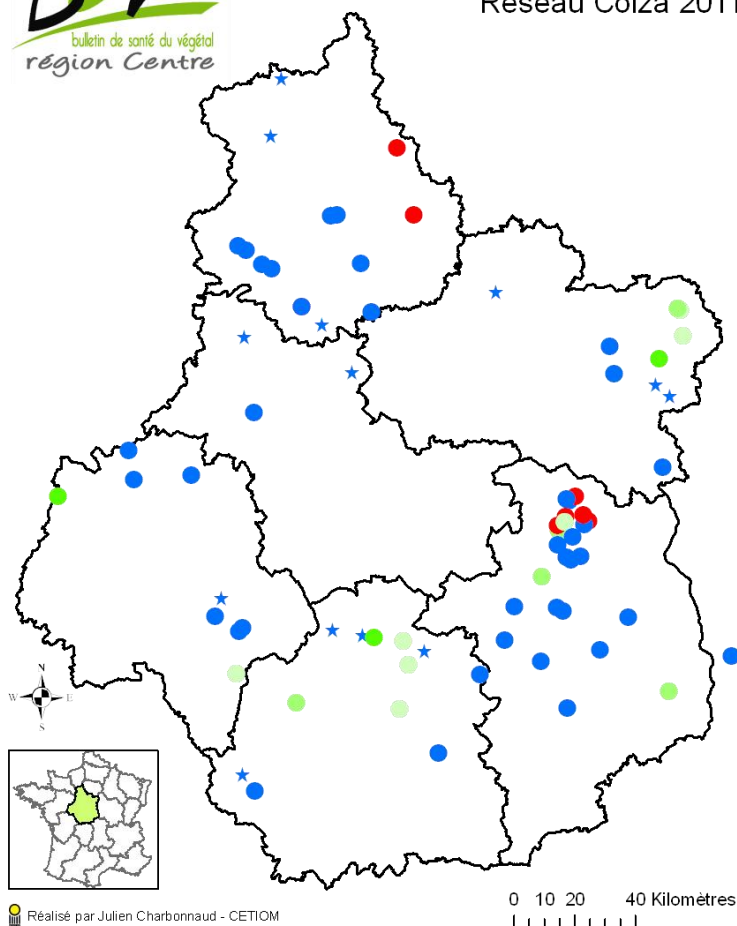 Réseau Colza 2011
bulletin de santé du végétal
région Centre
N
W E
S
0 10 20 40 Kilomètres
Réalisé par Julien Charbonnaud - CETIOM